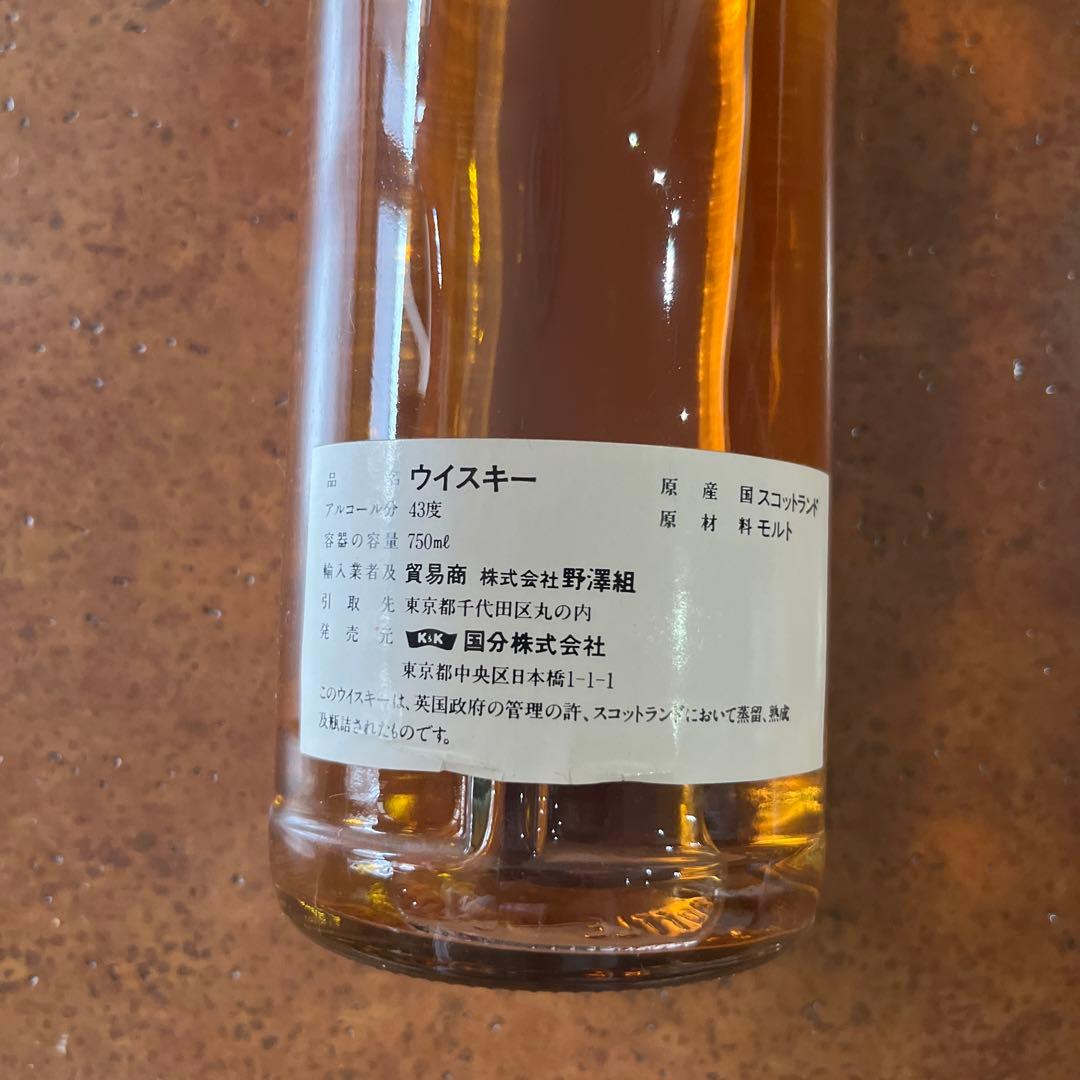 品名 ウイスキー
アルコール分 43度
容器の容量 750mℓ
輸入業者及 貿易商 株式会社野澤組
引取先 東京都千代田区丸の内
発売元 K&K 国分株式会社
東京都中央区日本橋1-1-1
このウイスキーは、英国政府の管理の許、スコットランドにおいて蒸留、熟成
及瓶詰されたものです。
原産国 スコットランド
原材料 モルト